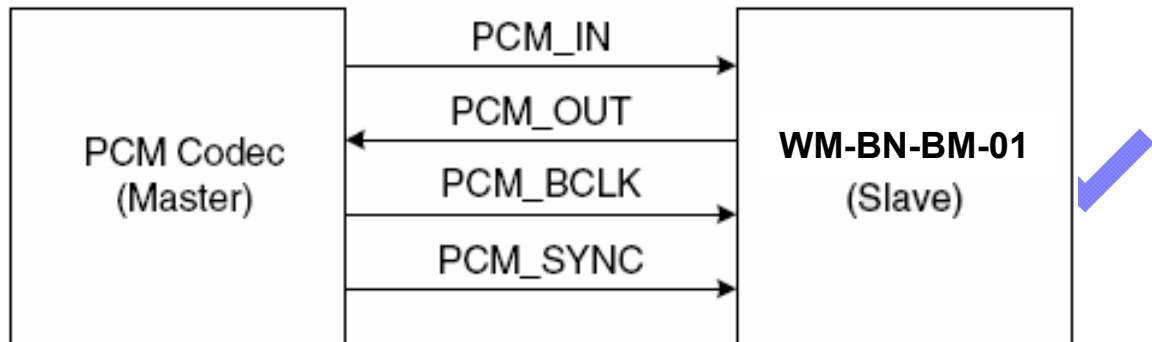 PCM Codec
(Master)
PCM_IN
PCM_OUT
PCM_BCLK
PCM_SYNC
WM-BN-BM-01
(Slave)